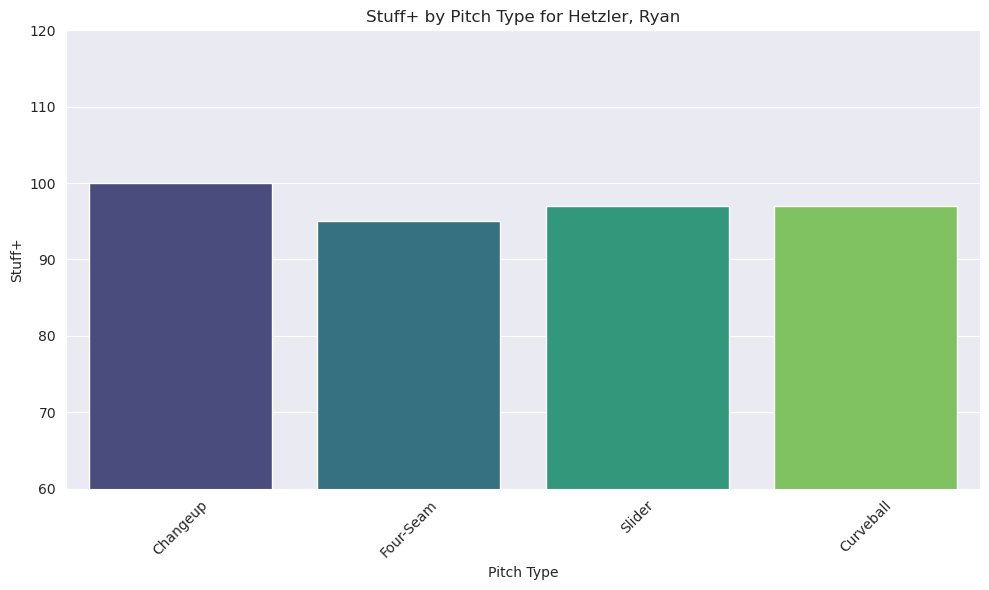 Stuff+ by Pitch Type for Hetzler, Ryan
120
110
100
90
80
70
60
Stuff+
Changeup
Four-Seam
Slider
Curveball
Pitch Type